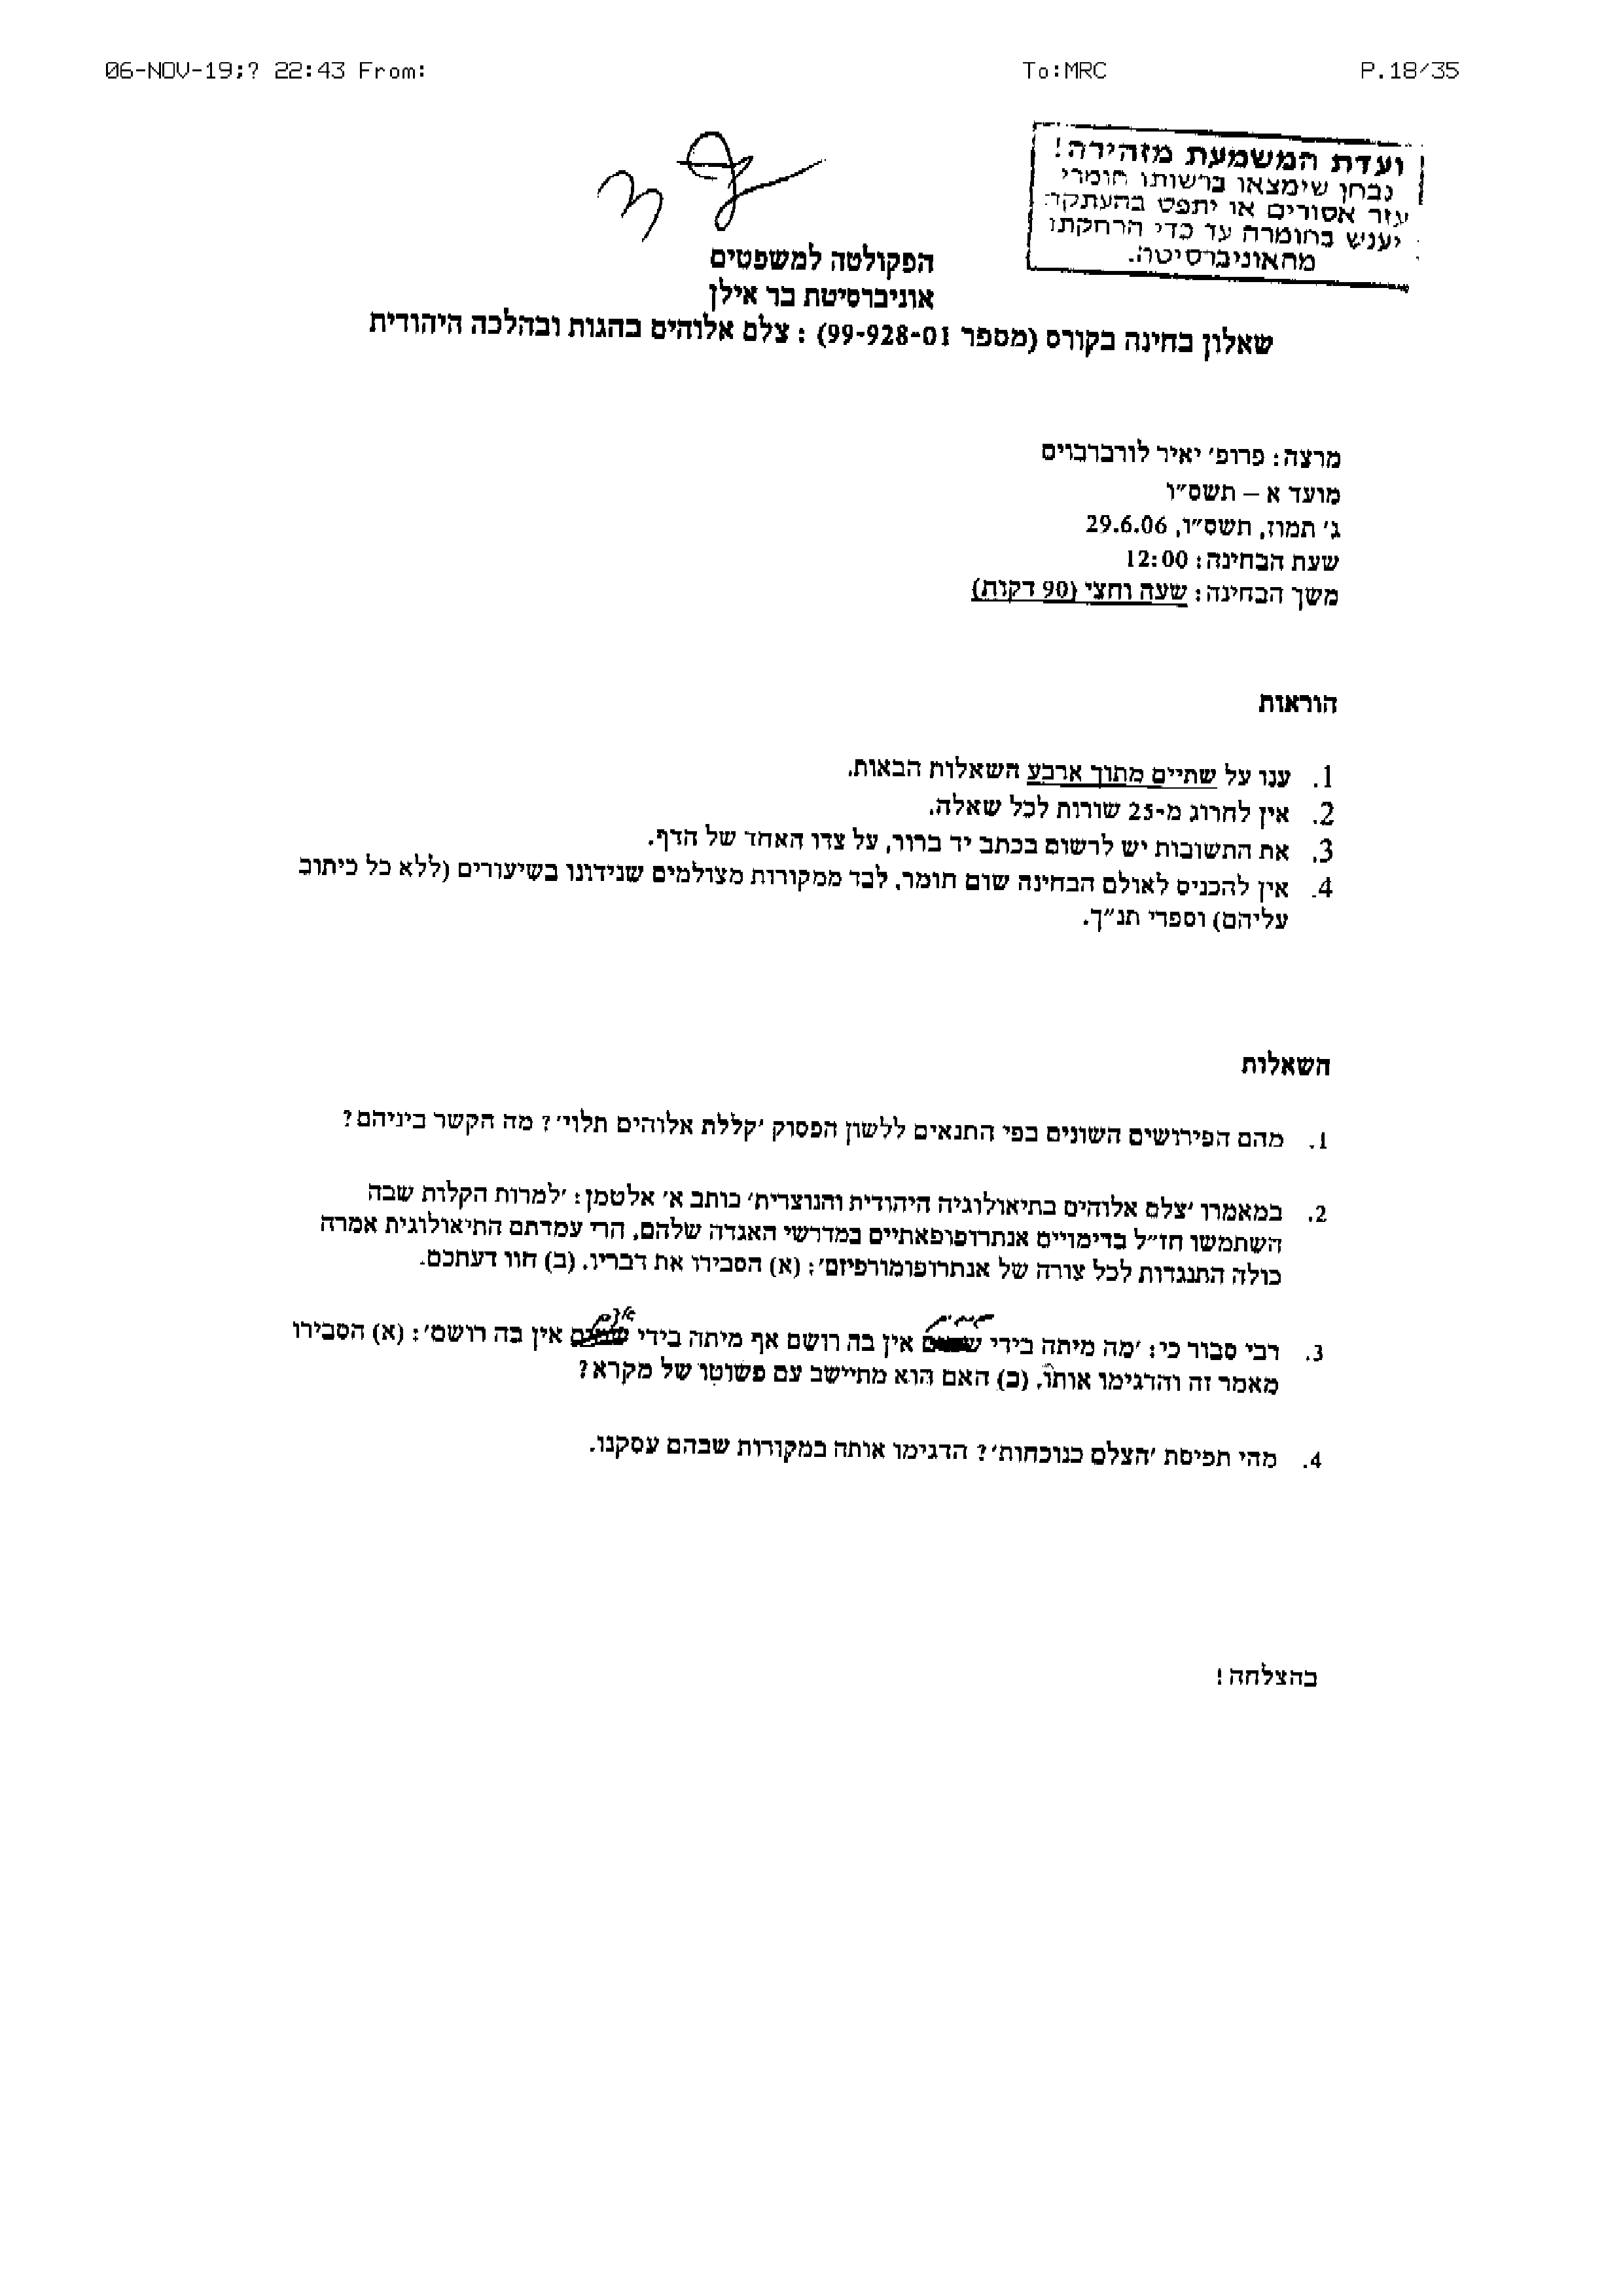 06-NOV-19;? 22:43 From: To:MRC P.18/35
ועדת המשמעת מזהירה!
נבחן שימצאו ברשותו חומרי
עזר אסורים או יתפס בהעתקה
יענש בחומרה עד כדי הרחקתו
מהאוניברסיטה.
הפקולטה למשפטים
אוניברסיטת בר אילן
שאלון בחינה בקורס (מספר 99-928-01) : צלם אלוהים בהגות ובהלכה היהודית
מרצה: פרופ׳ יאיר לורברבוים
מועד א – תשס״ו
ג׳ תמוז, תשס״ו, 29.6.06
שעת הבחינה: 12:00
משך הבחינה: שעה וחצי (90 דקות)
הוראות
1. ענו על שתיים מתוך ארבע השאלות הבאות.
2. אין לחרוג מ-25 שורות לכל שאלה.
3. את התשובות יש לרשום בכתב יד ברור, על צדו האחד של הדף.
4. אין להכניס לאולם הבחינה שום חומר, לבד ממקורות מצולמים שנידונו בשיעורים (ללא כל כיתוב
עליהם) וספרי תנ״ך.
השאלות
1. מהם הפירושים השונים בפי התנאים ללשון הפסוק ׳קללת אלוהים תלוי׳? מה הקשר ביניהם?
2. במאמרו ׳צלם אלוהים בתיאולוגיה היהודית והנוצרית׳ כותב א׳ אלטמן: ׳למרות הקלות שבה
השתמשו חז״ל בדימויים אנתרופופאתיים במדרשי האגדה שלהם, הרי עמדתם התיאולוגית אמרה
כולה התנגדות לכל צורה של אנתרופומורפיזם׳: (א) הסבירו את דבריו. (ב) חוו דעתכם.
שמים אדם
3. רבי סבור כי: ׳מה מיתה בידי אין בה רושם אף מיתה בידי אין בה רושם׳: (א) הסבירו
מאמר זה והדגימו אותו. (ב) האם הוא מתיישב עם פשוטו של מקרא?
4. מהי תפיסת ׳הצלם כנוכחות׳? הדגימו אותה במקורות שבהם עסקנו.
בהצלחה!